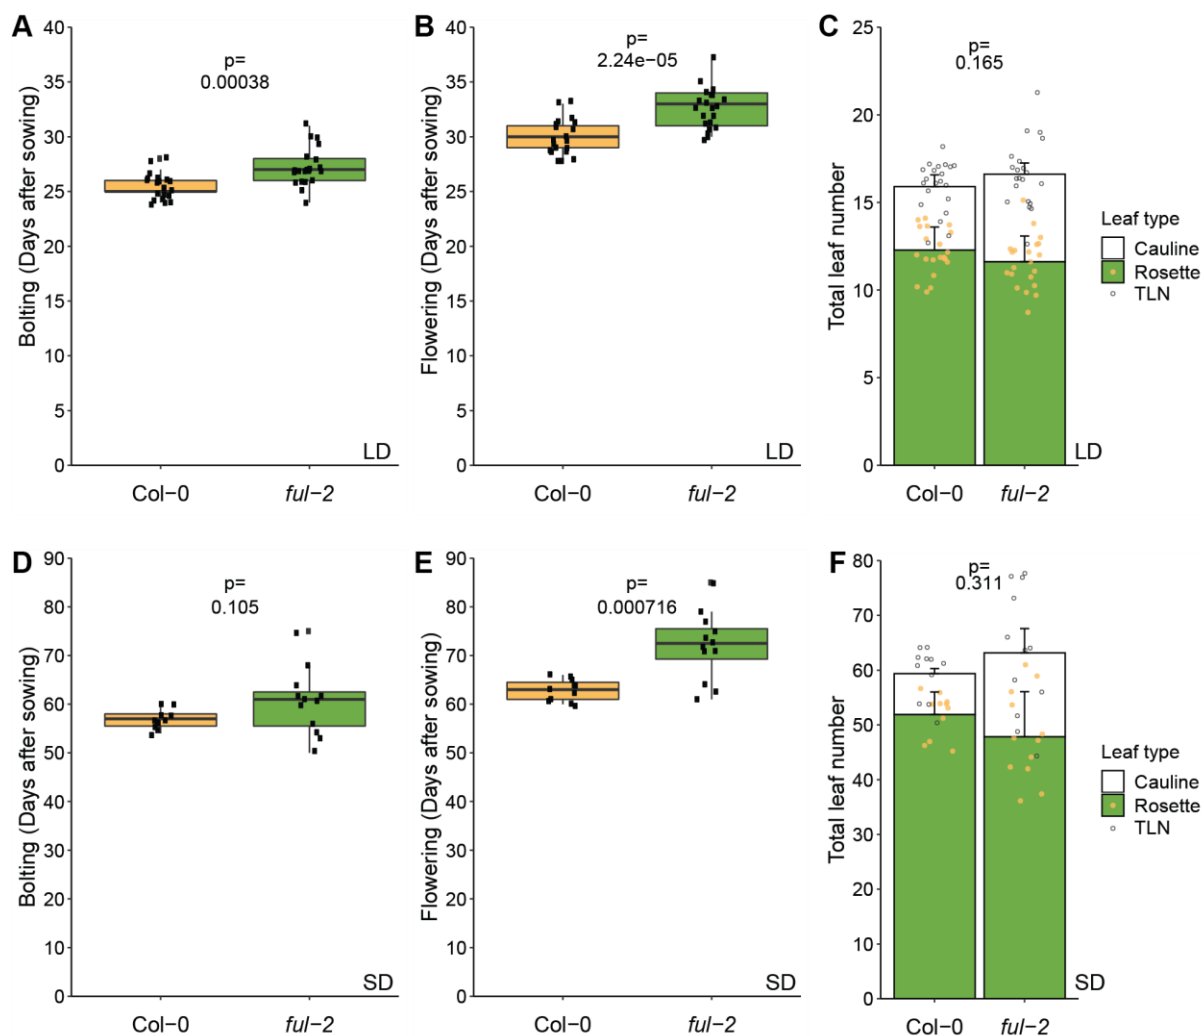 A
Bolting (Days after sowing)
40
35
30
25
20
15
10
5
0
p=
0.00038
LD
Col−0
ful−2
B
Flowering (Days after sowing)
40
35
30
25
20
15
10
5
0
p=
2.24e−05
LD
Col−0
ful−2
C
Total leaf number
25
20
15
10
5
0
p=
0.165
LD
Col−0
ful−2
Leaf type
Cauline
Rosette
TLN
D
Bolting (Days after sowing)
90
80
70
60
50
40
30
20
10
0
p=
0.105
SD
Col−0
ful−2
E
Flowering (Days after sowing)
90
80
70
60
50
40
30
20
10
0
p=
0.000716
SD
Col−0
ful−2
F
Total leaf number
80
70
60
50
40
30
20
10
0
p=
0.311
SD
Col−0
ful−2
Leaf type
Cauline
Rosette
TLN